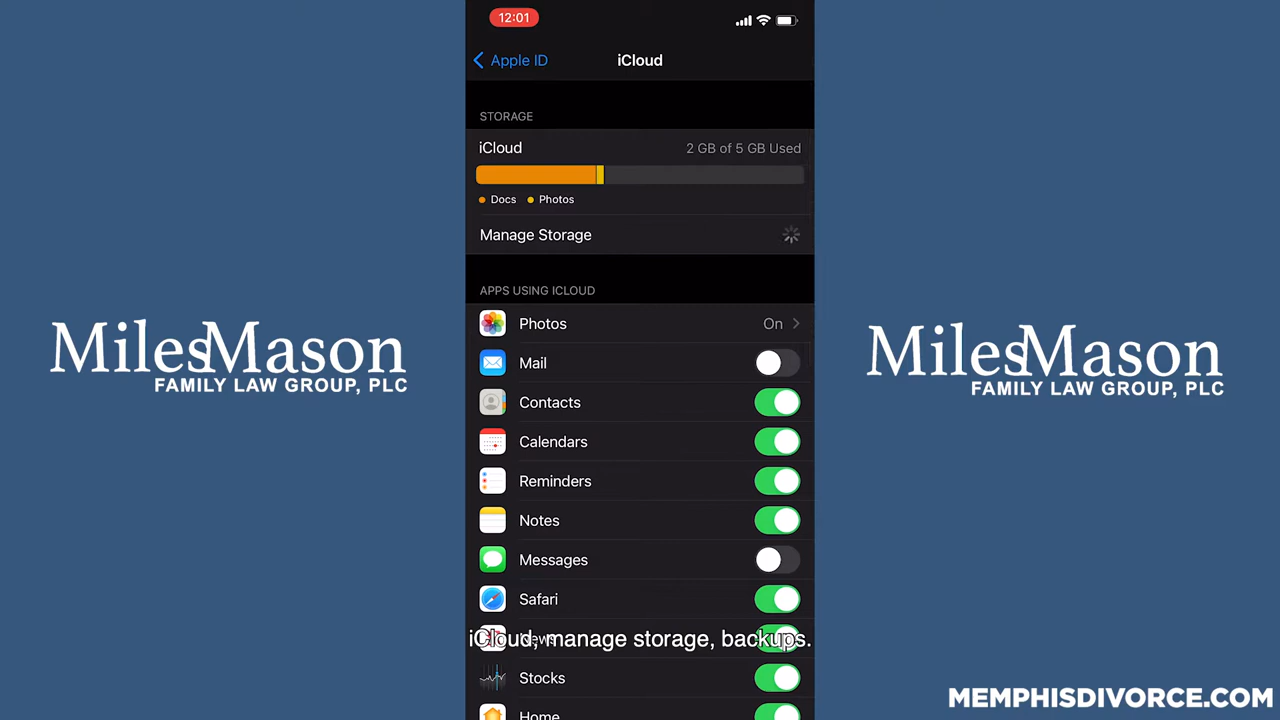 12:01
Apple ID
iCloud
STORAGE
iCloud
2 GB of 5 GB Used
Docs
Photos
Manage Storage
APPS USING ICLOUD
Photos
On
Mail
Contacts
Calendars
Reminders
Notes
Messages
Safari
News
iCloud, manage storage, backups.
Stocks
Home
MilesMason
FAMILY LAW GROUP, PLC
MilesMason
FAMILY LAW GROUP, PLC
MEMPHISDIVORCE.COM